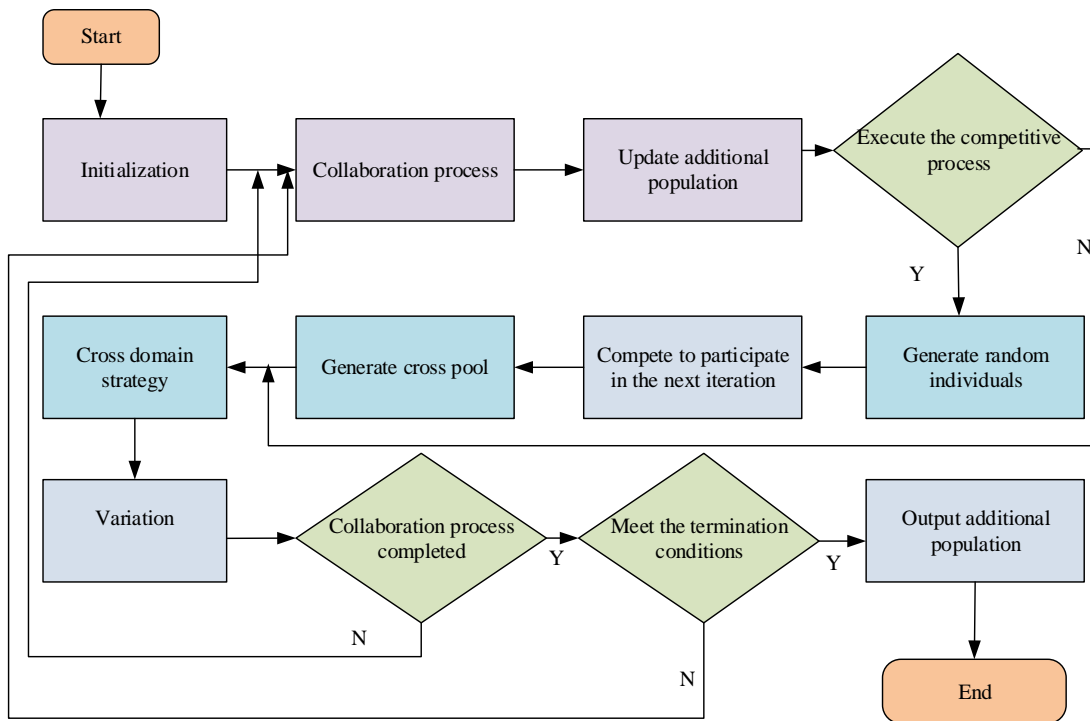 Start
Initialization
Collaboration process
Update additional
population
Execute the competitive
process
N
Y
Cross domain
strategy
Generate cross pool
Compete to participate
in the next iteration
Generate random
individuals
Variation
Collaboration process
completed
Y
Meet the termination
conditions
Y
Output additional
population
N
N
End